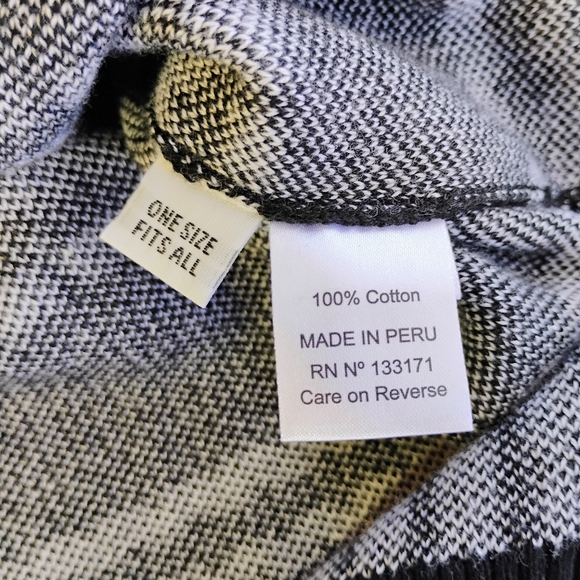 ONE SIZE
FITS ALL
100% Cotton
MADE IN PERU
RN Nº 133171
Care on Reverse